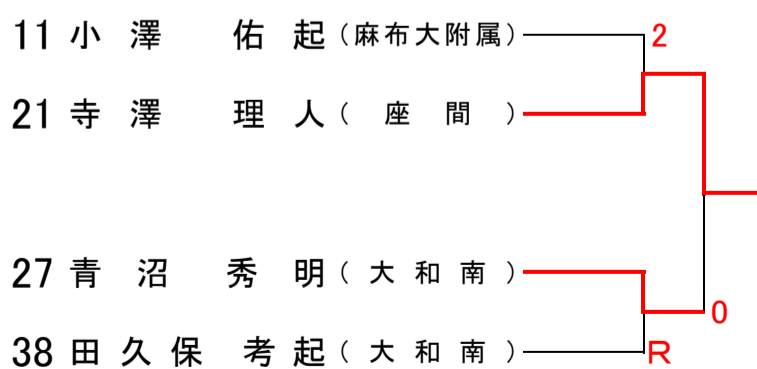 11 小澤 佑起 (麻布大附属) 2
21 寺澤 理人 (座間)
27 青沼 秀明 (大和南) 0
38 田久保 考起 (大和南) R